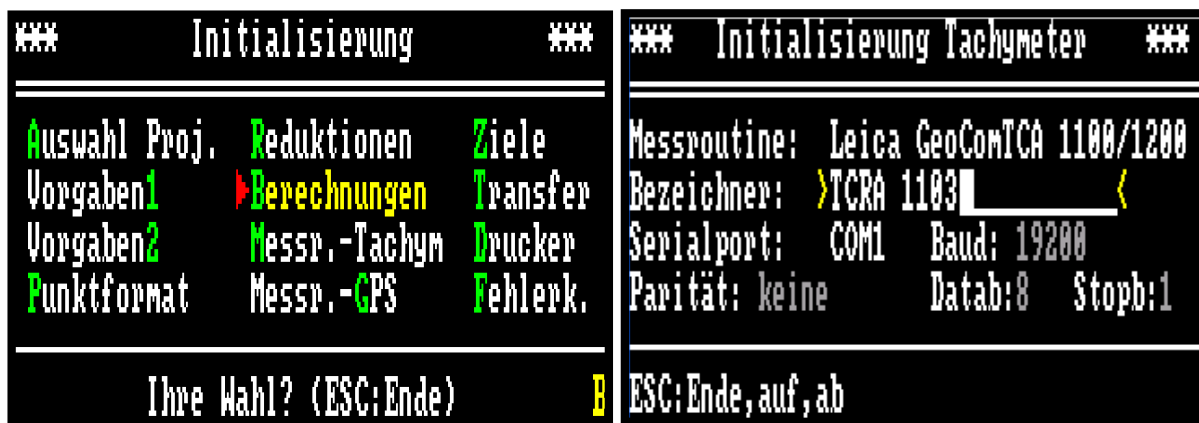 *** Initialisierung ***
Auswahl Proj. Reduktionen Ziele
Vorgaben1 Berechnungen Transfer
Vorgaben2 Messr.-Tachym Drucker
Punktformat Messr.-GPS Fehlerk.
Ihre Wahl? (ESC:Ende) B
*** Initialisierung Tachymeter ***
Messroutine: Leica GeoComTCA 1100/1200
Bezeichner: >TCRA 1103 <
Serialport: COM1 Baud: 19200
Parität: keine Datab:8 Stopb:1
ESC:Ende,auf,ab